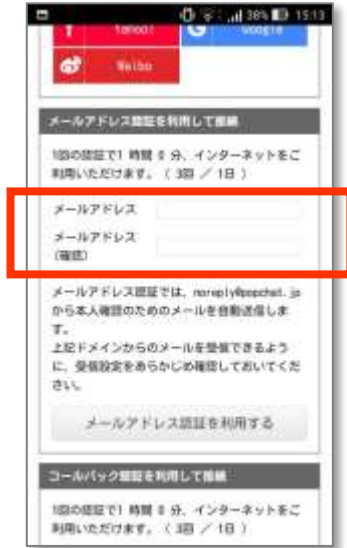 38% 15:13
Yahoo!
Google
Weibo
メールアドレス認証を利用して接続
1回の認証で1 時間 0 分、インターネットをご
利用いただけます。（ 3回 ／ 1日 ）
メールアドレス
メールアドレス
(確認)
メールアドレス認証では、noreply@popchat.jp
から本人確認のためのメールを自動送信しま
す。
上記ドメインからのメールを受信できるよう
に、受信設定をあらかじめ確認しておいてくだ
さい。
メールアドレス認証を利用する
コールバック認証を利用して接続
1回の認証で1 時間 0 分、インターネットをご
利用いただけます。（ 3回 ／ 1日 ）